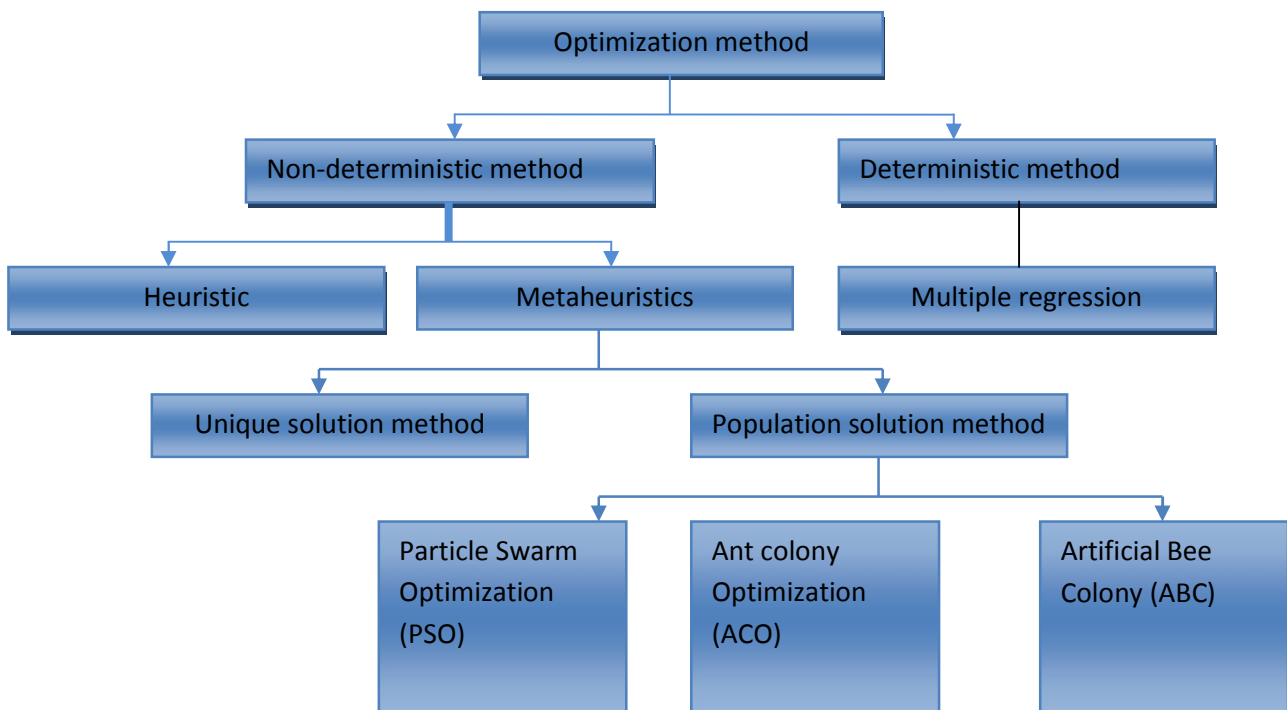 Optimization method
Non-deterministic method
Deterministic method
Heuristic
Metaheuristics
Multiple regression
Unique solution method
Population solution method
Particle Swarm
Optimization
(PSO)
Ant colony
Optimization
(ACO)
Artificial Bee
Colony (ABC)